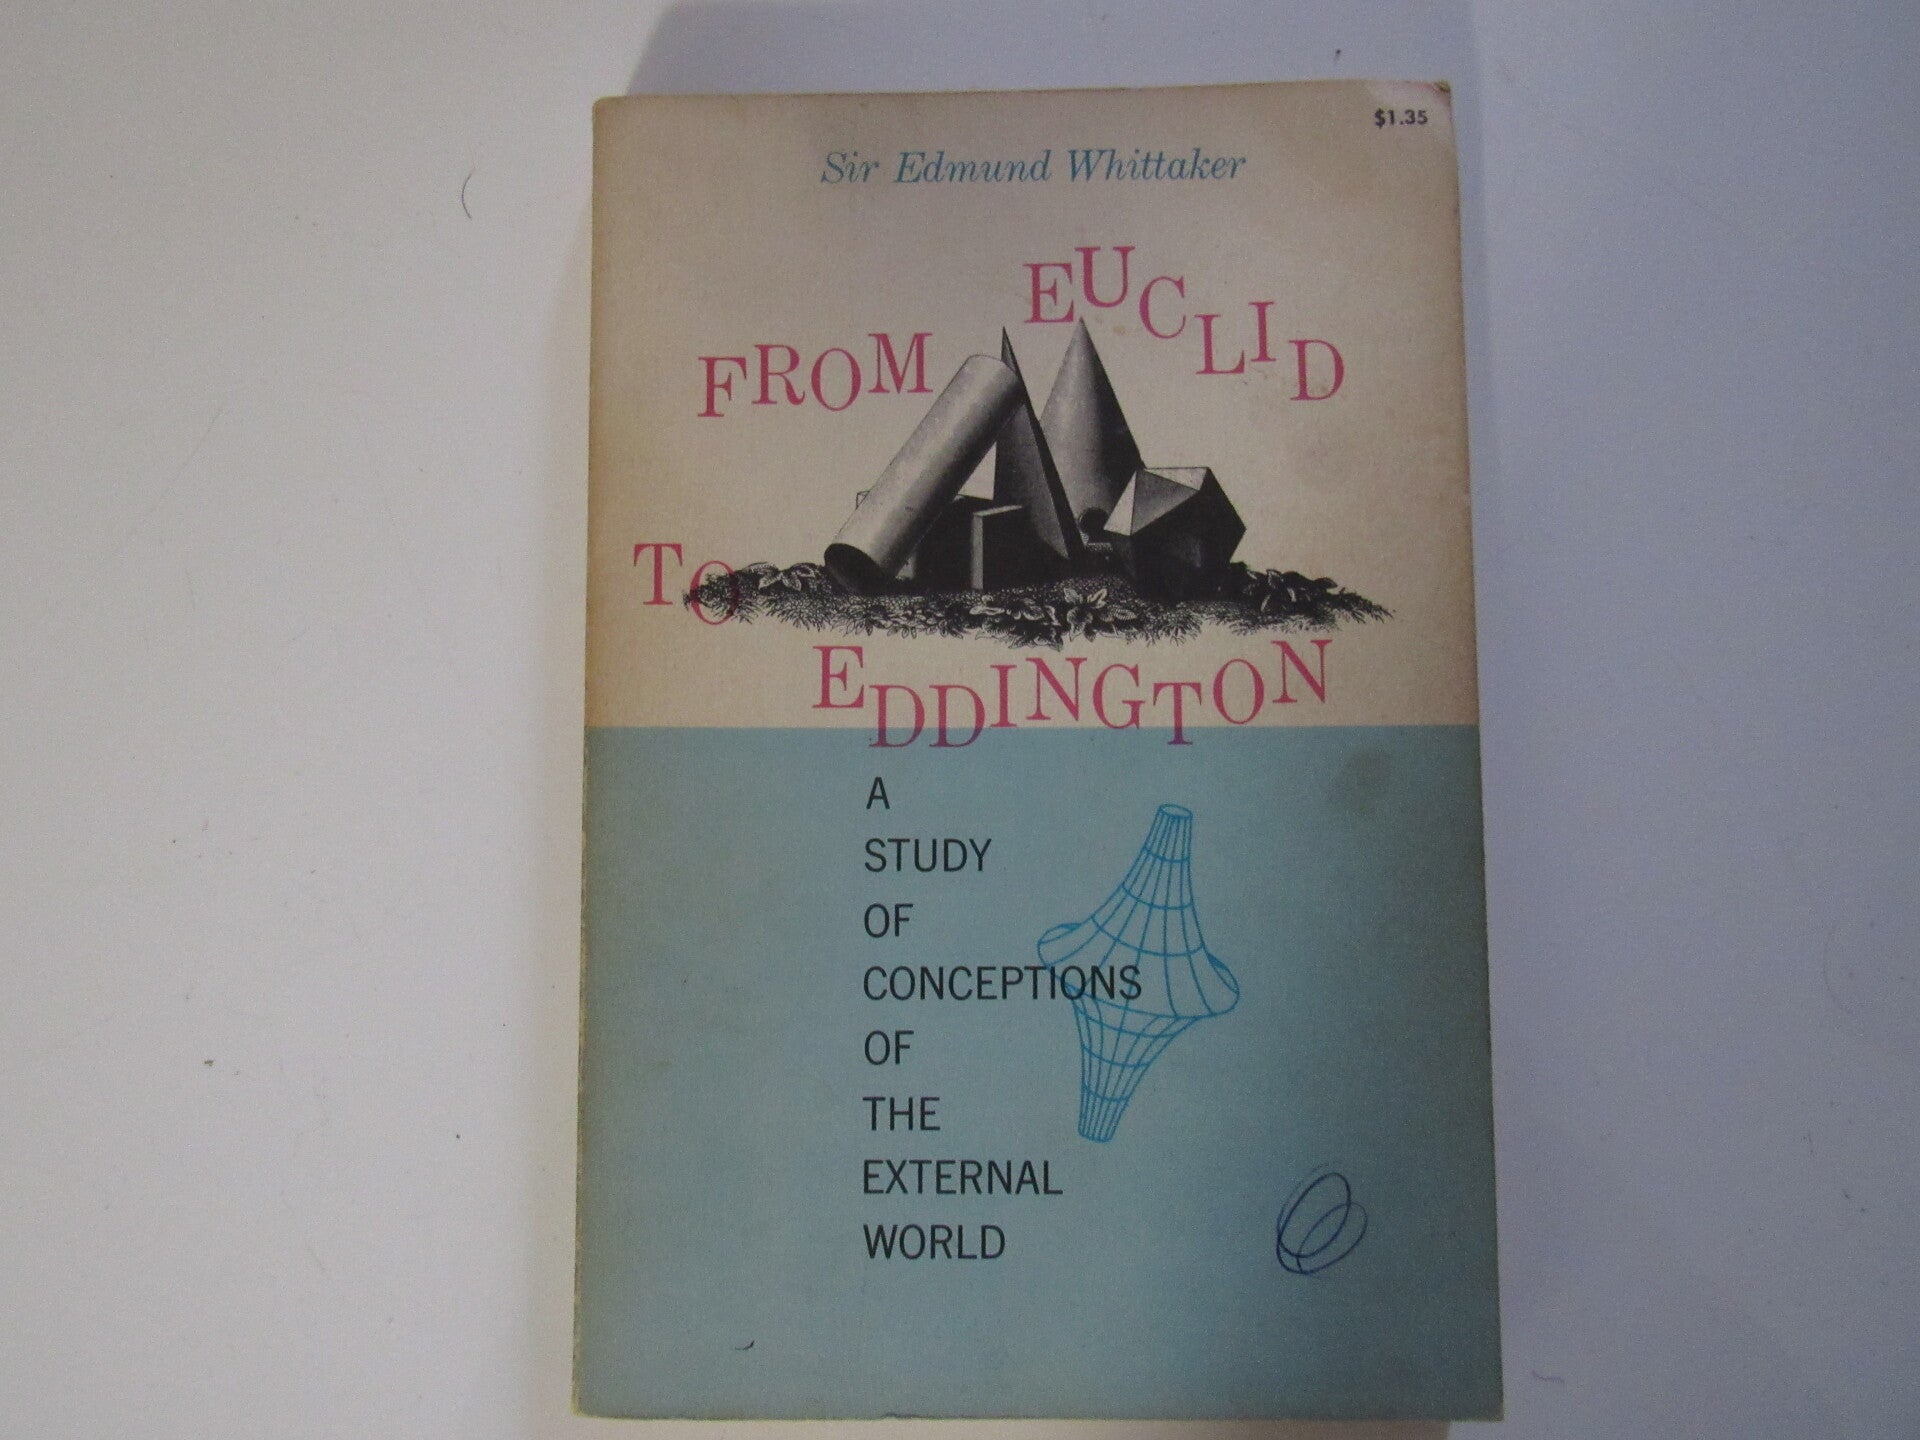 $1.35
Sir Edmund Whittaker
FROM EUCLID
TO
EDDINGTON
A
STUDY
OF
CONCEPTIONS
OF
THE
EXTERNAL
WORLD